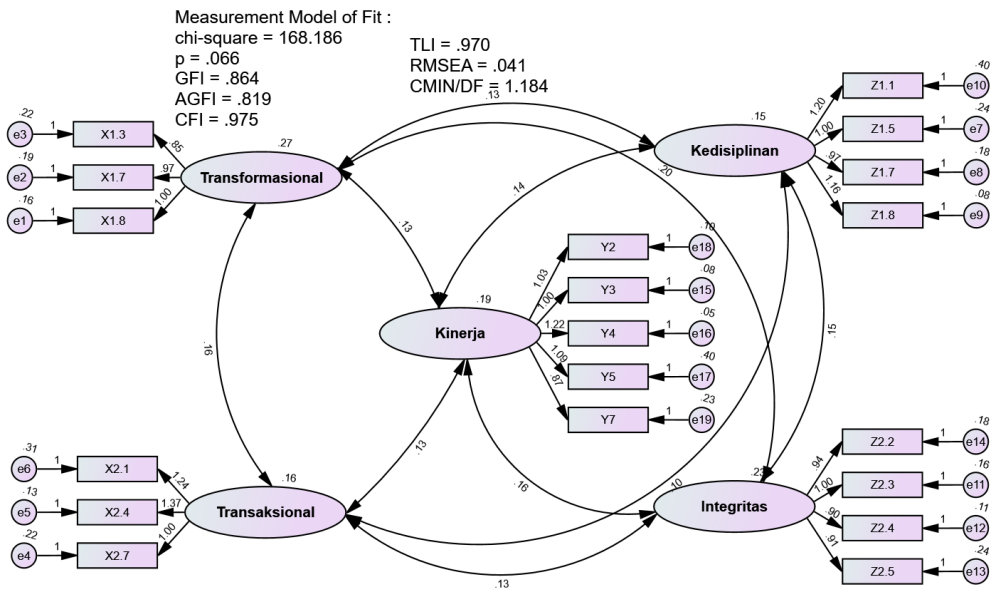 Measurement Model of Fit :
chi-square = 168.186
p = .066
GFI = .864
AGFI = .819
CFI = .975
TLI = .970
RMSEA = .041
CMIN/DF = 1.184
.22
e3 1 X1.3 .85
.19
e2 1 X1.7 .97
.16
e1 1 X1.8 1.00
.27
Transformasional
.13
.15
Kedisiplinan
.20
.40
1.20 Z1.1 1 e10
.24
1.00 Z1.5 1 e7
.18
.97 Z1.7 1 e8
.08
1.16 Z1.8 1 e9
.14
.13
.19
Kinerja
.10
1.03 Y2 1 e18
.08
1.00 Y3 1 e15
.05
1.22 Y4 1 e16
.40
1.09 Y5 1 e17
.23
.87 Y7 1 e19
.16
.15
.13
.16
.10
.31
e6 1 X2.1 1.24
.13
e5 1 X2.4 1.37
.22
e4 1 X2.7 1.00
.16
Transaksional
.13
.23
Integritas
.18
.94 Z2.2 1 e14
.16
1.00 Z2.3 1 e11
.11
.90 Z2.4 1 e12
.24
.91 Z2.5 1 e13